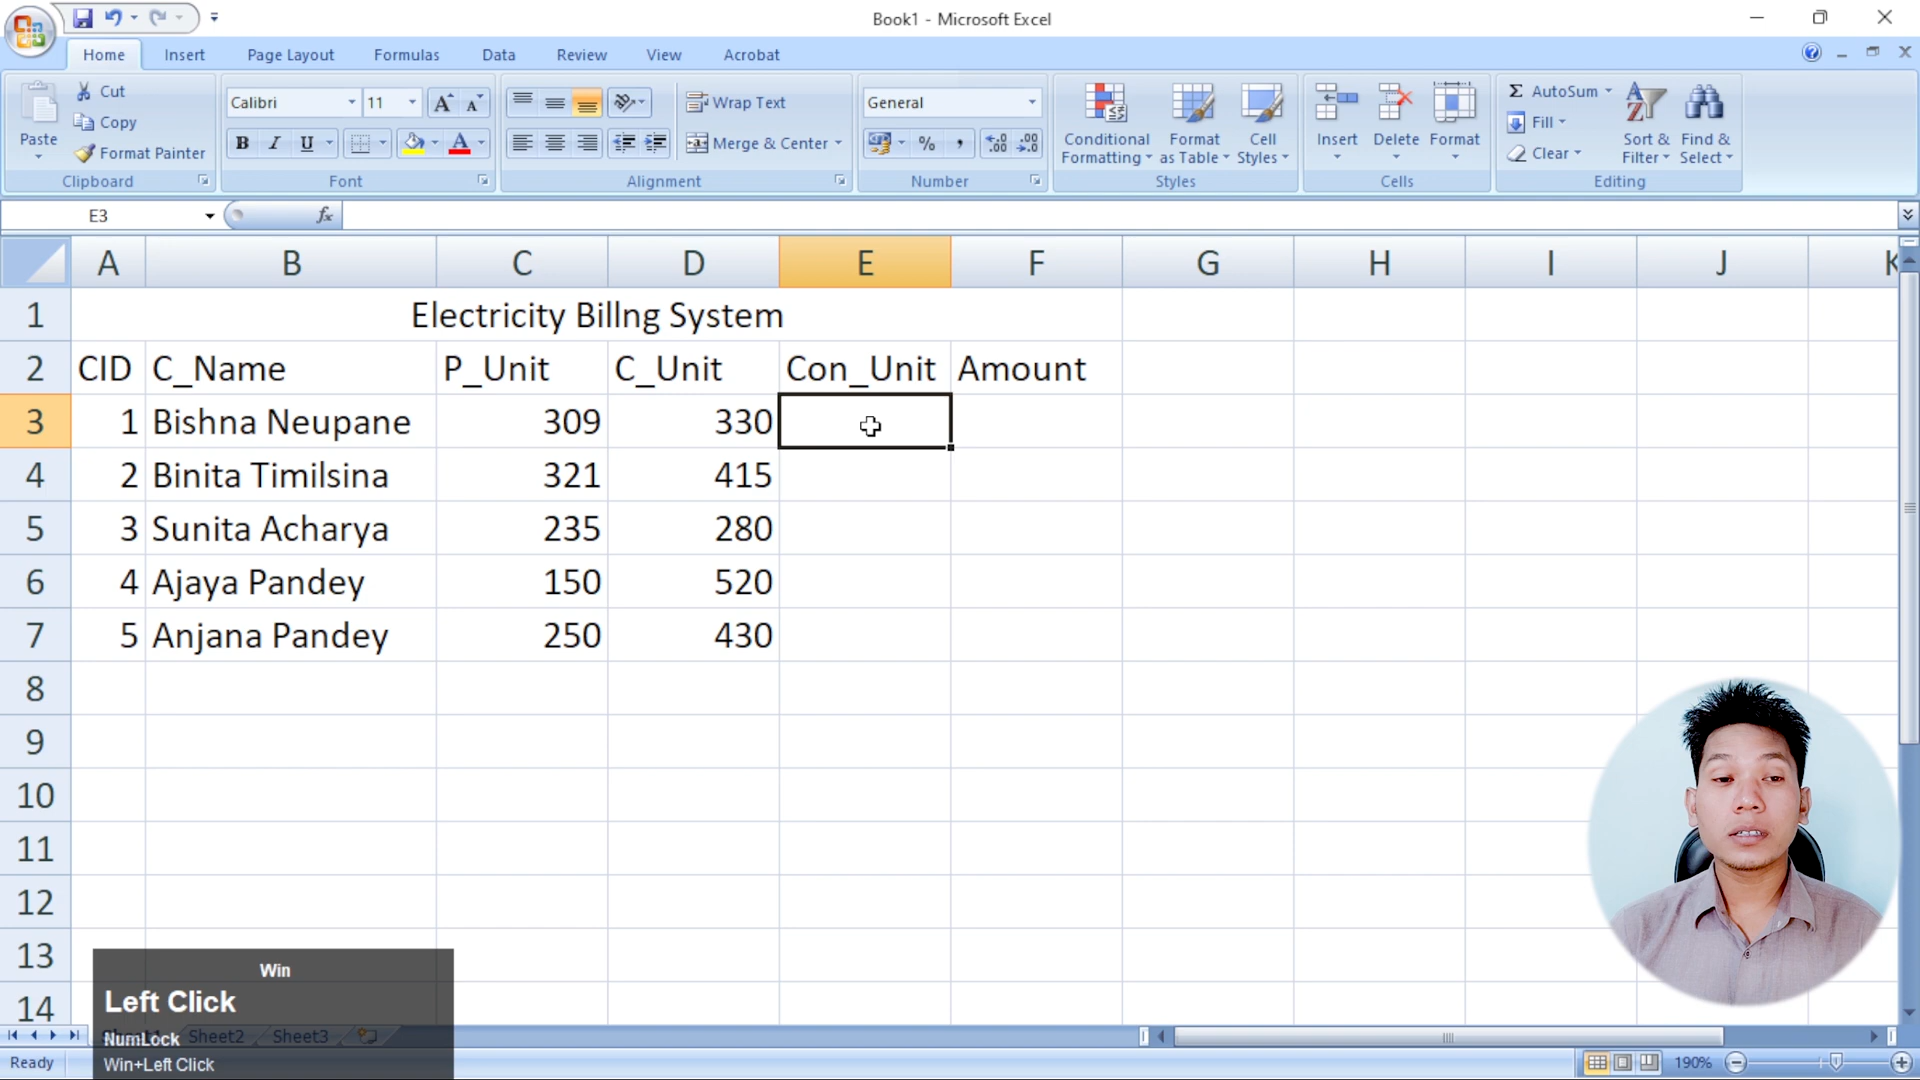 Book1 - Microsoft Excel
Home Insert Page Layout Formulas Data Review View Acrobat
Paste
Cut
Copy
Format Painter
Clipboard
Calibri 11
B I U
Font
Wrap Text
Merge & Center
Alignment
General
%
Number
Conditional Formatting
Format as Table
Cell Styles
Styles
Insert Delete Format
Cells
Σ AutoSum
Fill
Clear
Sort & Filter
Find & Select
Editing
E3 fx
A B C D E F G H I J K
1 Electricity Billng System
2 CID C_Name P_Unit C_Unit Con_Unit Amount
3 1 Bishna Neupane 309 330
4 2 Binita Timilsina 321 415
5 3 Sunita Acharya 235 280
6 4 Ajaya Pandey 150 520
7 5 Anjana Pandey 250 430
8
9
10
11
12
13
14
Win
Left Click
NumLock
Win+Left Click
Sheet2 Sheet3
Ready 190%